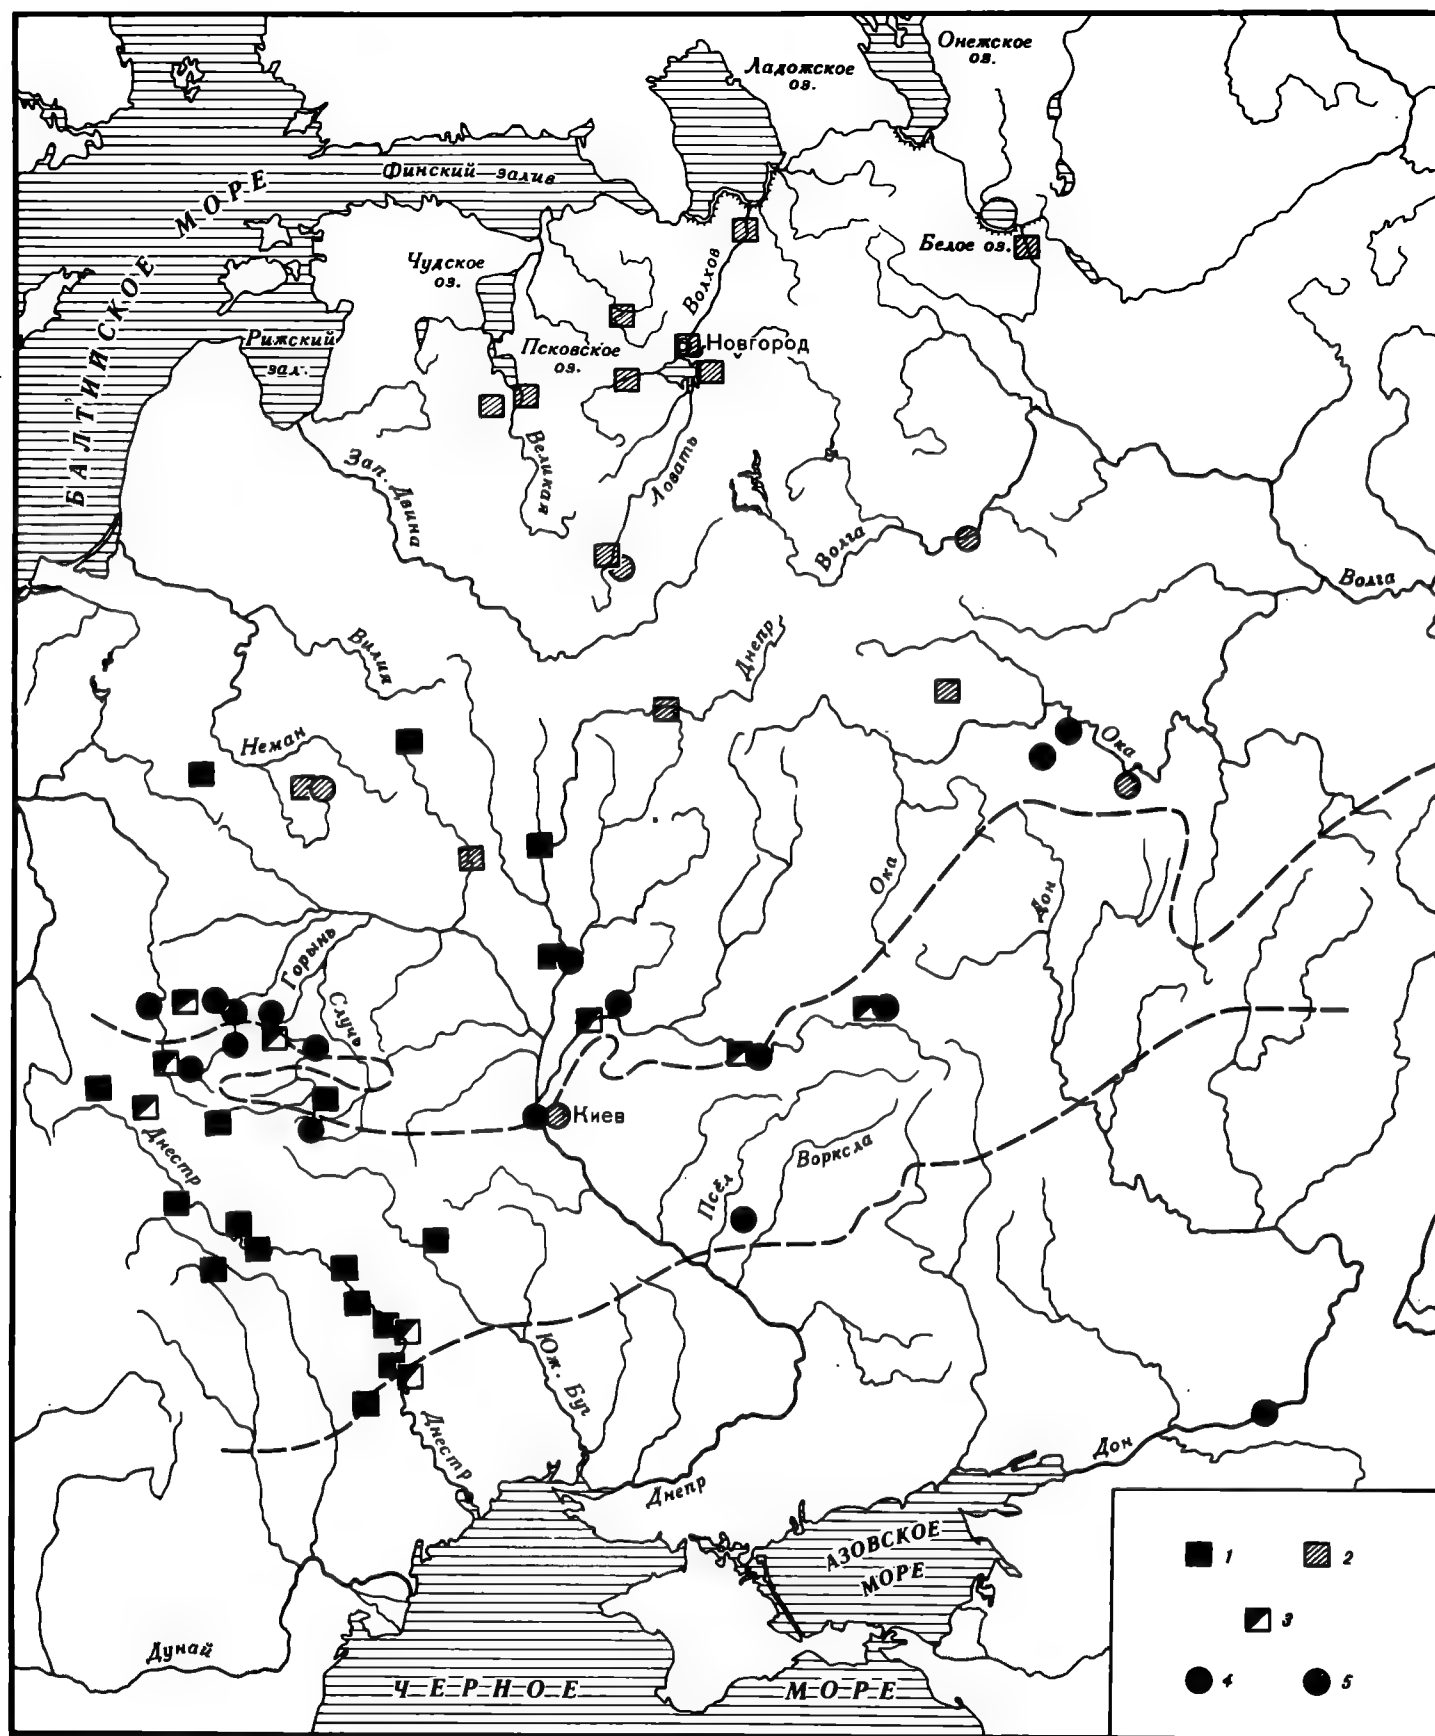 Онежское
оз.
Ладожское
оз.
Финский залив
МОРЕ
БАЛТИЙСКОЕ
Белое оз.
Чудское
оз.
Волхов
Рижский
зал.
Псковское
оз.
Новгород
Великая
Ловать
Зап. Двина
Волга
Волга
Вилия
Днепр
Неман
Ока
Ока
Дон
Горынь
Случь
Киев
Днестр
Псёл
Ворксла
Юж. Буг
Днестр
Днепр
Дон
АЗОВСКОЕ
МОРЕ
Дунай
ЧЕРНОЕ МОРЕ
1 2
3
4 5